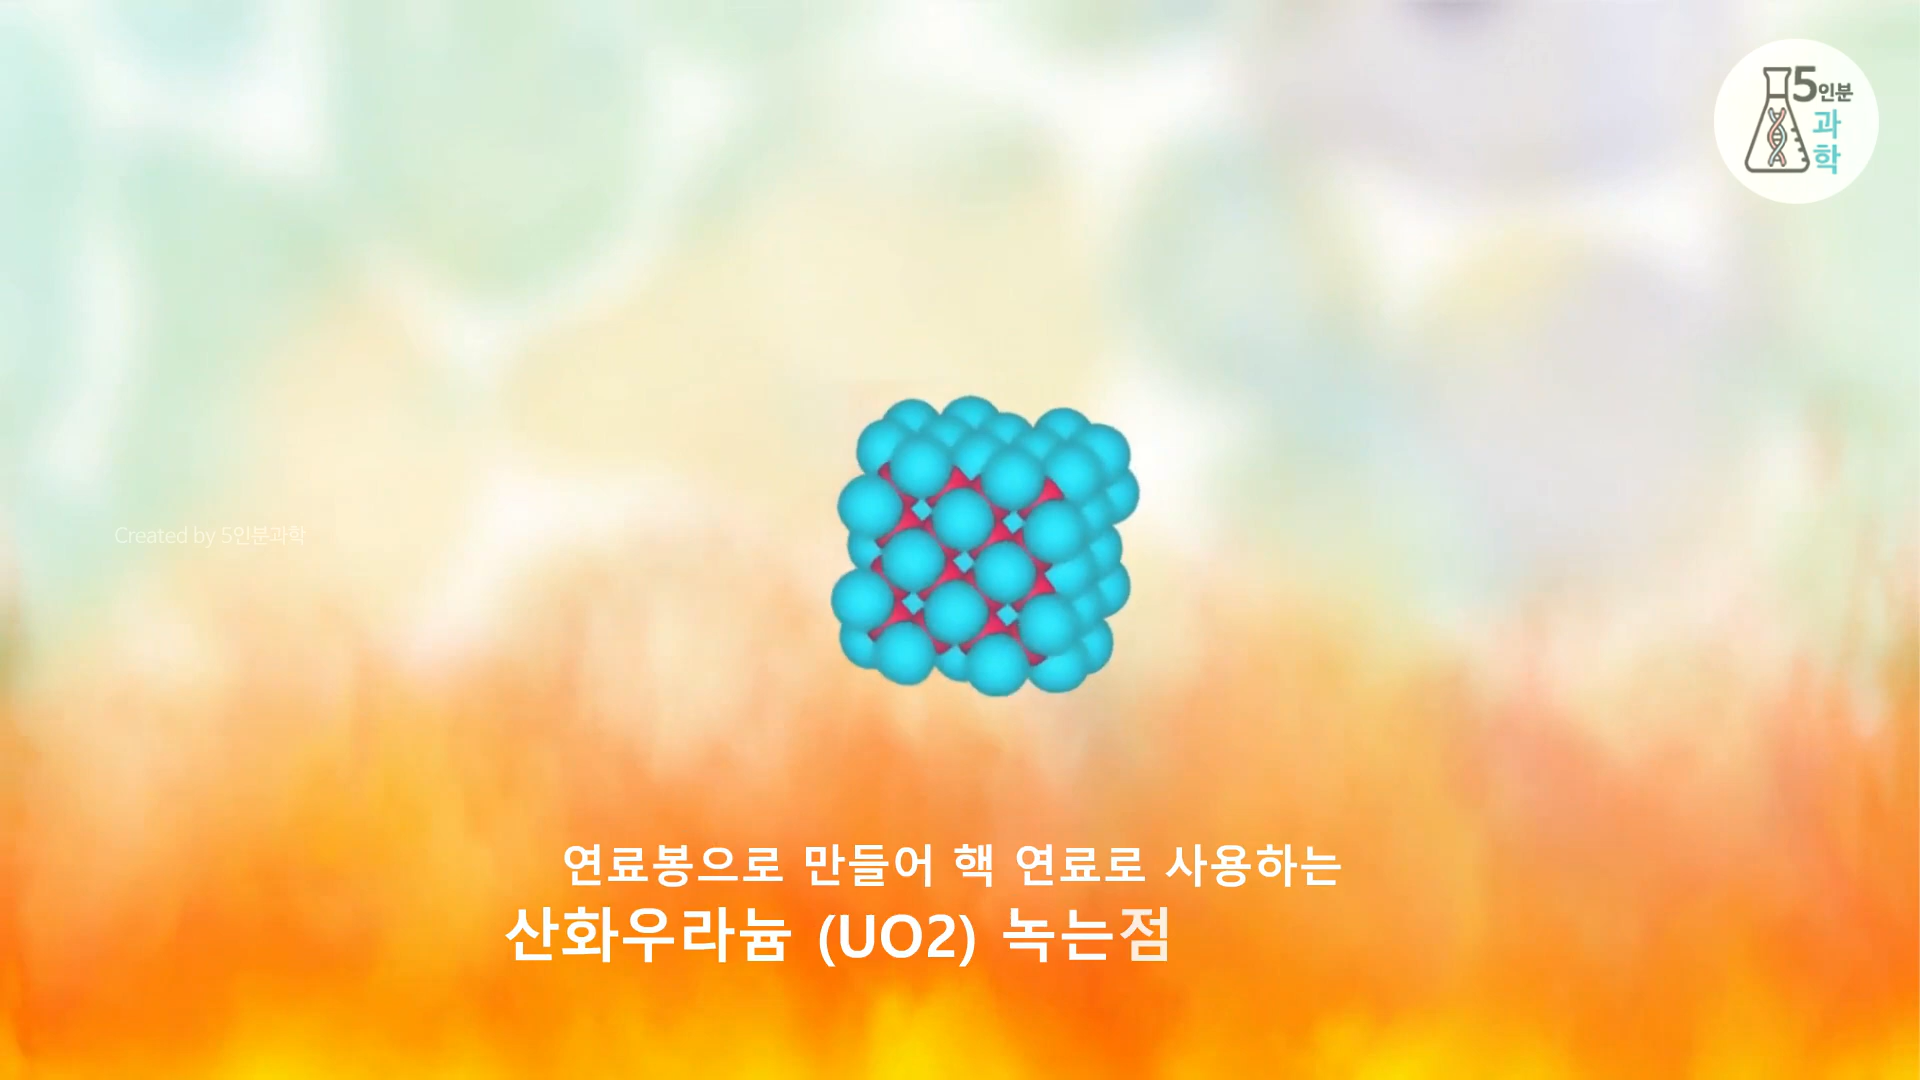 5인분
과
학
Created by 5인분과학
연료봉으로 만들어 핵 연료로 사용하는
산화우라늄 (UO2) 녹는점